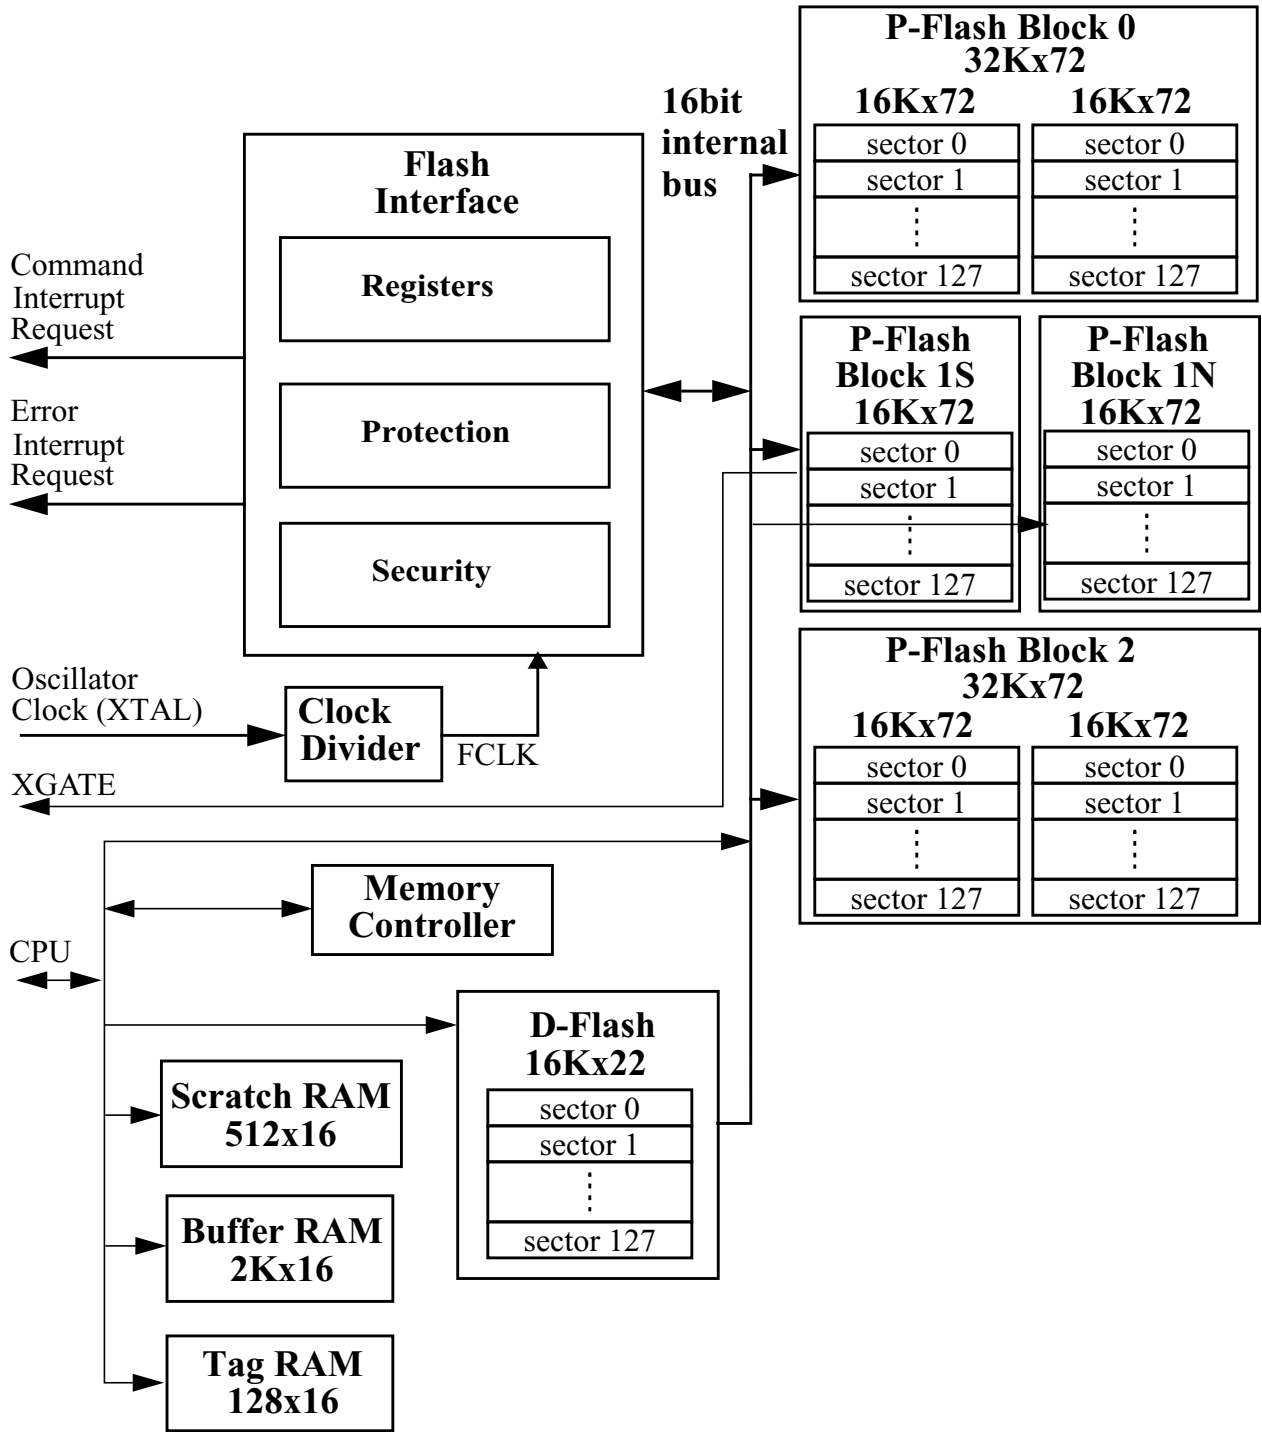 P-Flash Block 0
32Kx72
16Kx72
16Kx72
sector 0
sector 0
sector 1
sector 1
sector 127
sector 127
16bit
internal
bus
Flash
Interface
Registers
Protection
Security
Command
Interrupt
Request
Error
Interrupt
Request
P-Flash
Block 1S
16Kx72
sector 0
sector 1
sector 127
P-Flash
Block 1N
16Kx72
sector 0
sector 1
sector 127
P-Flash Block 2
32Kx72
16Kx72
16Kx72
sector 0
sector 0
sector 1
sector 1
sector 127
sector 127
Oscillator
Clock (XTAL)
Clock
Divider
FCLK
XGATE
Memory
Controller
CPU
D-Flash
16Kx22
sector 0
sector 1
sector 127
Scratch RAM
512x16
Buffer RAM
2Kx16
Tag RAM
128x16